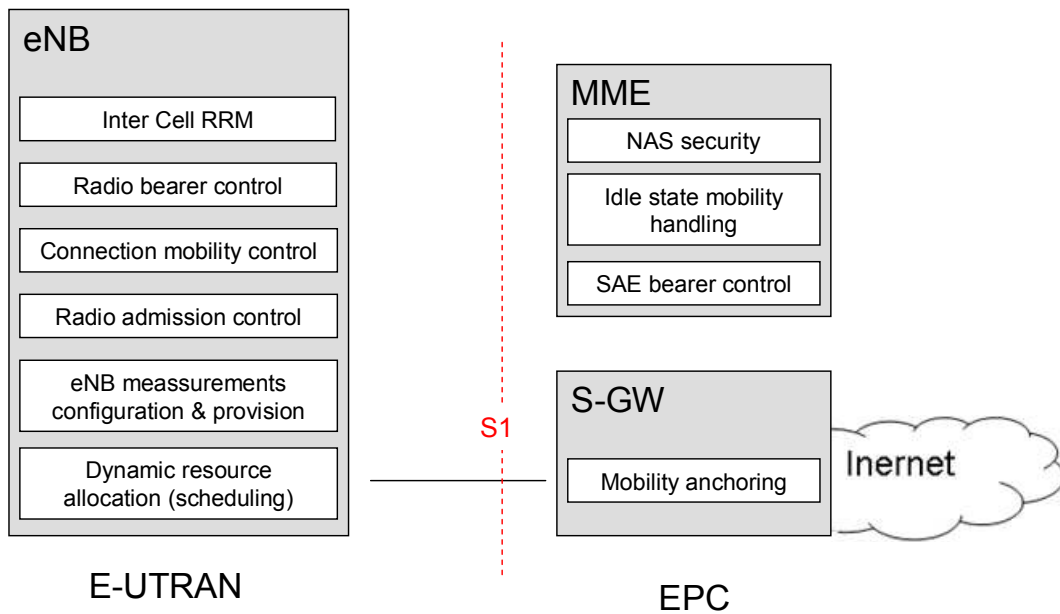 eNB
Inter Cell RRM
Radio bearer control
Connection mobility control
Radio admission control
eNB meassurements
configuration & provision
Dynamic resource
allocation (scheduling)
E-UTRAN
S1
MME
NAS security
Idle state mobility
handling
SAE bearer control
S-GW
Mobility anchoring
Inernet
EPC